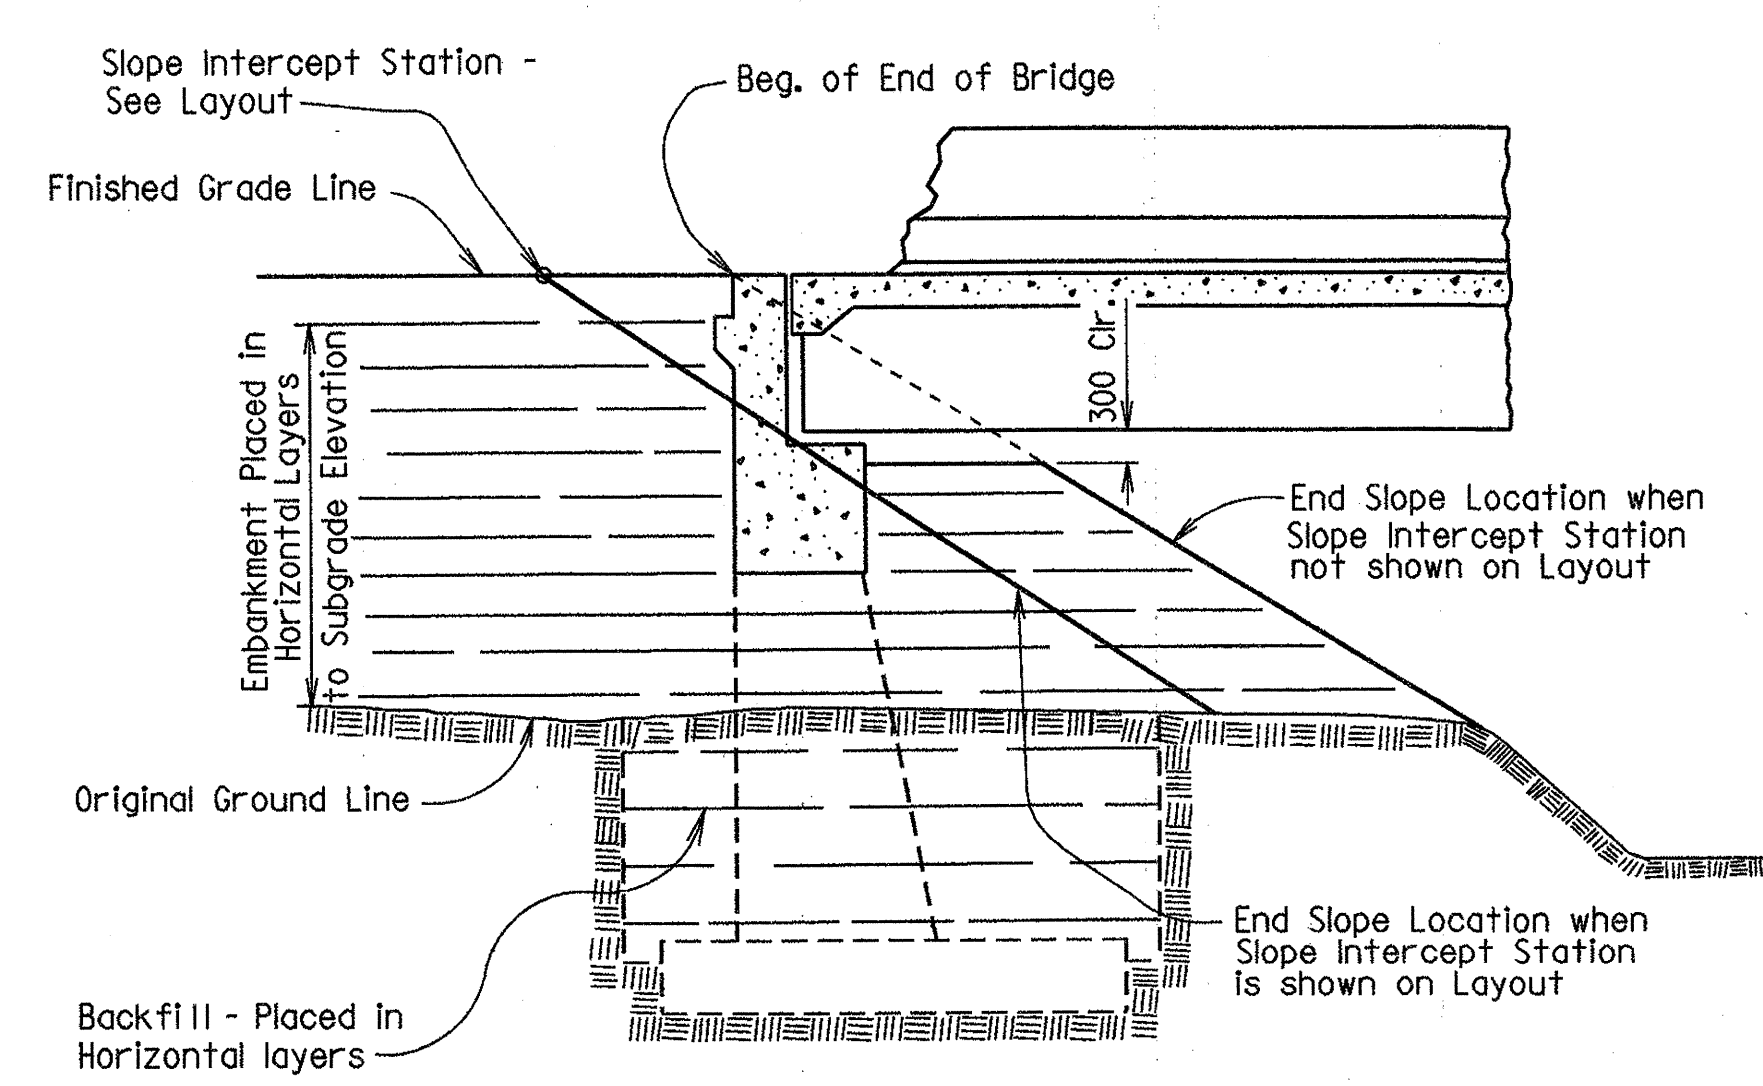 Slope Intercept Station -
See Layout
Beg. of End of Bridge
Finished Grade Line
Embankment Placed in
Horizontal Layers
to Subgrade Elevation
300 Clr.
End Slope Location when
Slope Intercept Station
not shown on Layout
Original Ground Line
End Slope Location when
Slope Intercept Station
is shown on Layout
Backfill - Placed in
Horizontal layers